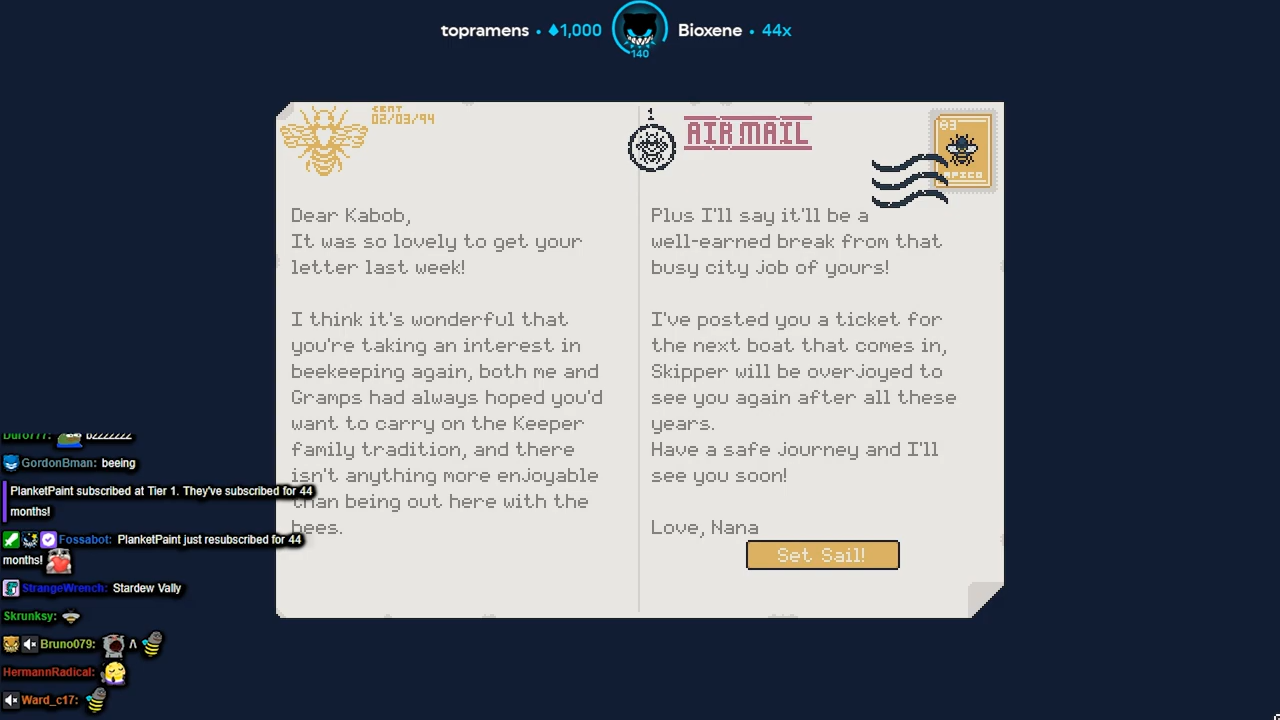 topramens • 1,000
140
Bioxene • 44x
SENT
02/03/94
1
AIR MAIL
03
APICO
Dear Kabob,
It was so lovely to get your
letter last week!
I think it's wonderful that
you're taking an interest in
beekeeping again, both me and
Gramps had always hoped you'd
want to carry on the Keeper
family tradition, and there
isn't anything more enjoyable
than being out here with the
bees.
Plus I'll say it'll be a
well-earned break from that
busy city job of yours!
I've posted you a ticket for
the next boat that comes in,
Skipper will be overjoyed to
see you again after all these
years.
Have a safe journey and I'll
see you soon!
Love, Nana
Set Sail!
Duro777: bzzzzzzz
GordonBman: beeing
PlanketPaint subscribed at Tier 1. They've subscribed for 44
months!
Fossabot: PlanketPaint just resubscribed for 44
months!
StrangeWrench: Stardew Vally
Skrunksy:
Bruno079: /\
HermannRadical:
Ward_c17: